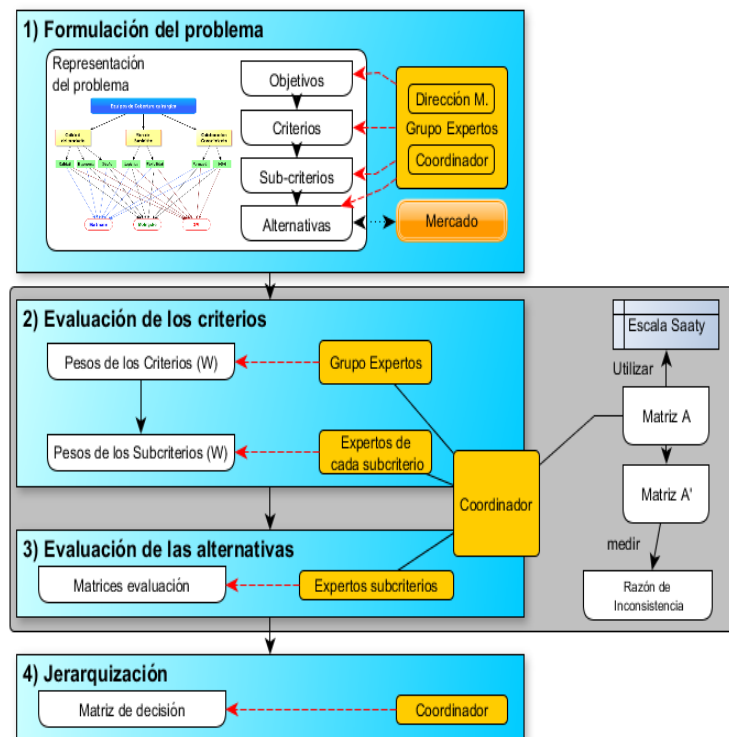 1) Formulación del problema
Representación
del problema
Objetivos
Criterios
Sub-criterios
Alternativas
Dirección M.
Grupo Expertos
Coordinador
Mercado
2) Evaluación de los criterios
Pesos de los Criterios (W)
Grupo Expertos
Pesos de los Subcriterios (W)
Expertos de
cada subcriterio
Coordinador
Escala Saaty
Utilizar
Matriz A
Matriz A'
medir
Razón de
Inconsistencia
3) Evaluación de las alternativas
Matrices evaluación
Expertos subcriterios
4) Jerarquización
Matriz de decisión
Coordinador